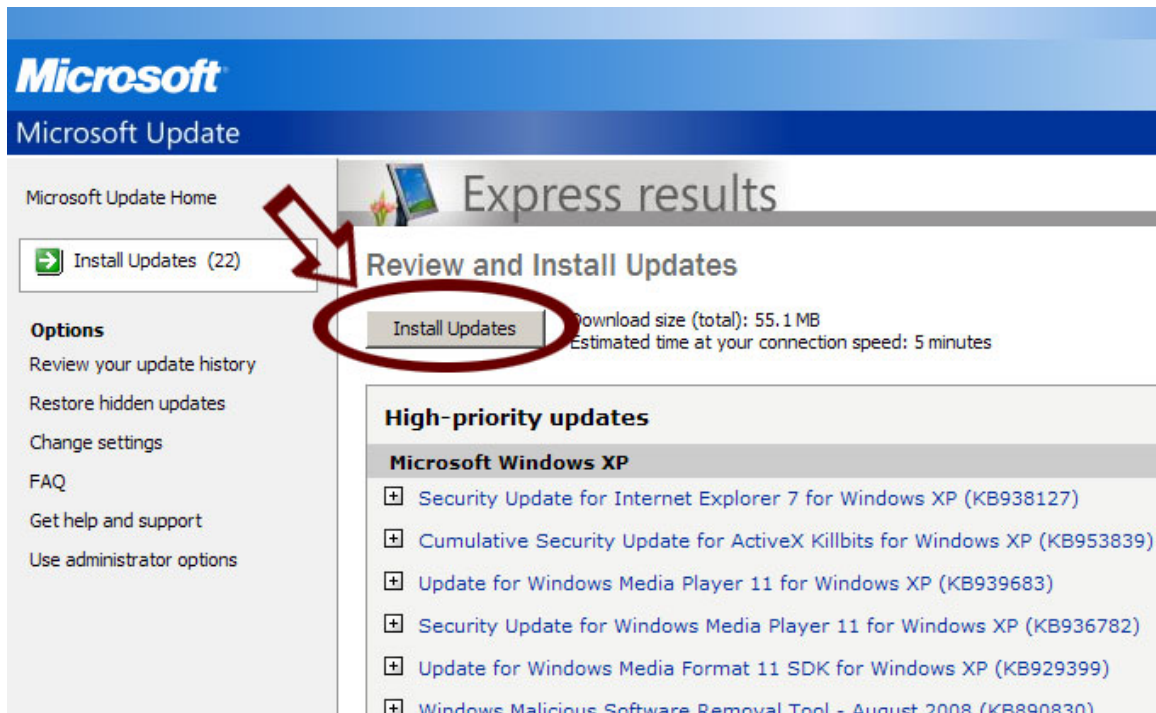 Microsoft
Microsoft Update
Microsoft Update Home
Install Updates (22)
Options
Review your update history
Restore hidden updates
Change settings
FAQ
Get help and support
Use administrator options
Express results
Review and Install Updates
Install Updates
Download size (total): 55.1 MB
Estimated time at your connection speed: 5 minutes
High-priority updates
Microsoft Windows XP
Security Update for Internet Explorer 7 for Windows XP (KB938127)
Cumulative Security Update for ActiveX Killbits for Windows XP (KB953839)
Update for Windows Media Player 11 for Windows XP (KB939683)
Security Update for Windows Media Player 11 for Windows XP (KB936782)
Update for Windows Media Format 11 SDK for Windows XP (KB929399)
Windows Malicious Software Removal Tool - August 2008 (KB890830)